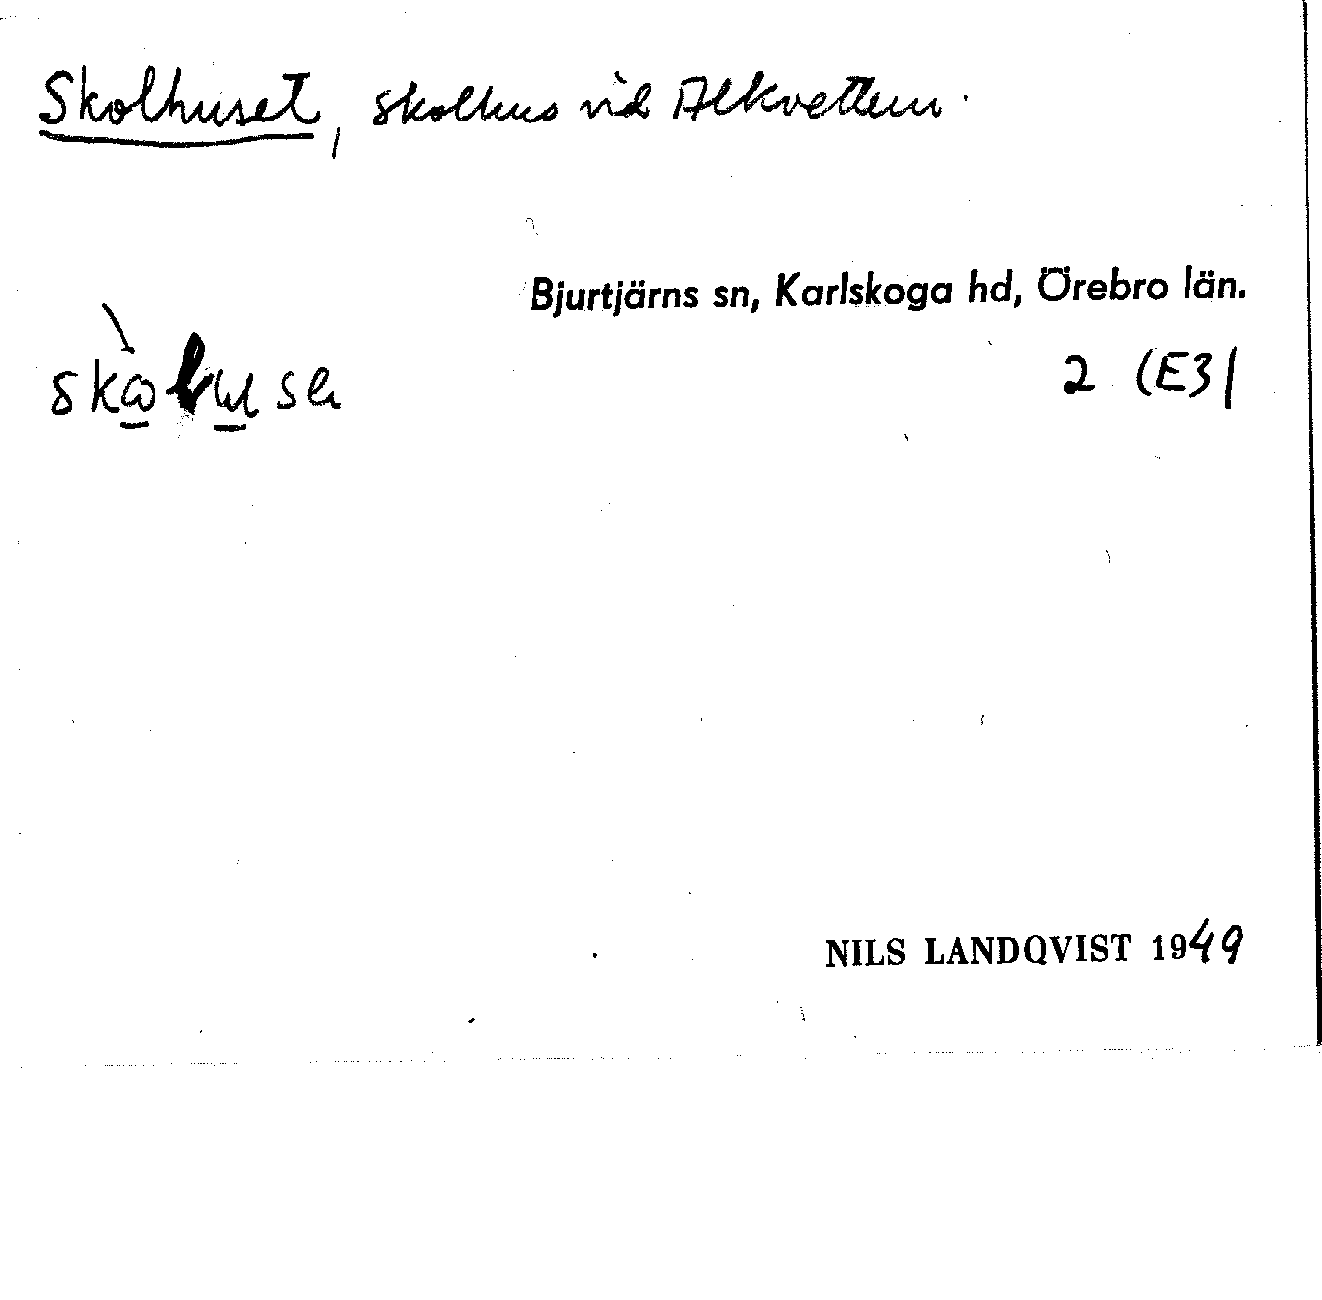 Skolhuset, skolhus vid Alkvettern.
Bjurtjärns sn, Karlskoga hd, Örebro län.
2 (E3)
NILS LANDQVIST 1949